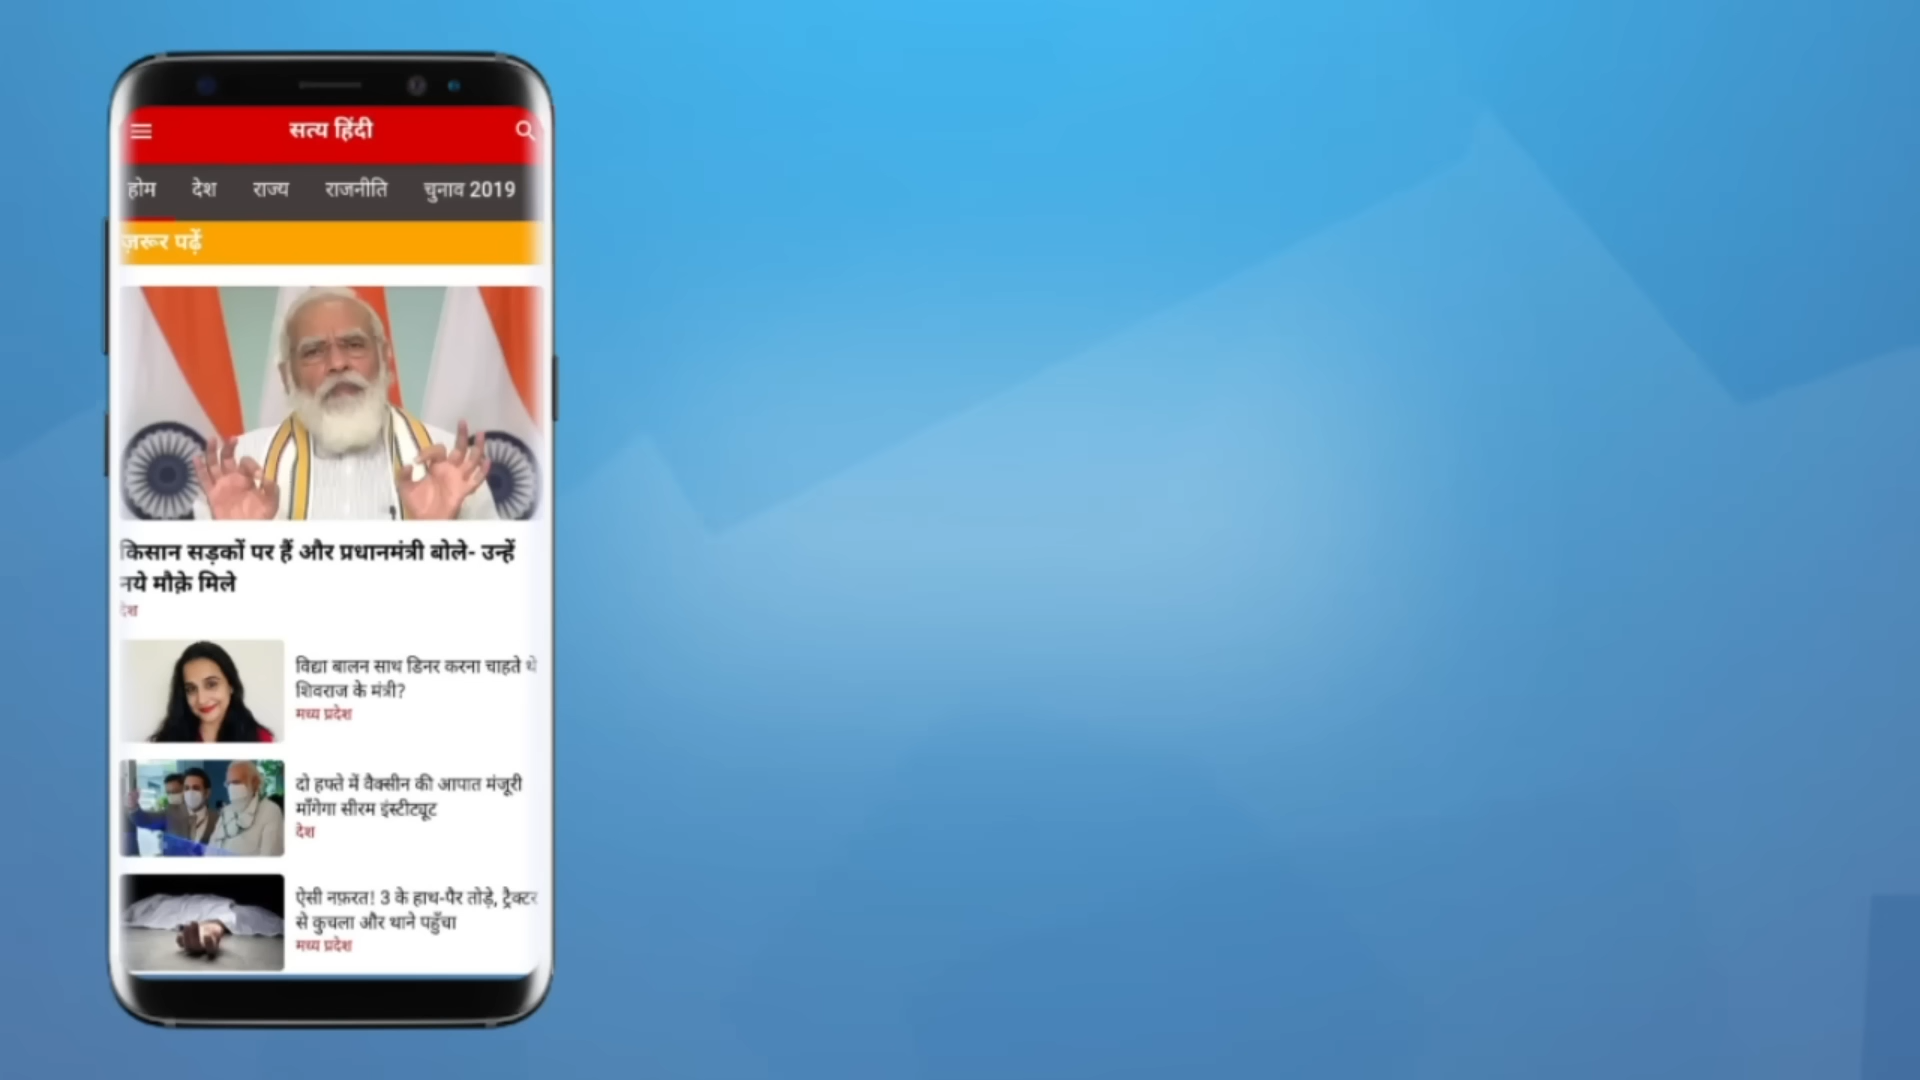 सत्य हिंदी
होम देश राज्य राजनीति चुनाव 2019
ज़रूर पढ़ें
किसान सड़कों पर हैं और प्रधानमंत्री बोले- उन्हें
नये मौक़े मिले
देश
विद्या बालन साथ डिनर करना चाहते थे
शिवराज के मंत्री?
मध्य प्रदेश
दो हफ्ते में वैक्सीन की आपात मंजूरी
माँगेगा सीरम इंस्टीट्यूट
देश
ऐसी नफ़रत! 3 के हाथ-पैर तोड़े, ट्रैक्टर
से कुचला और थाने पहुँचा
मध्य प्रदेश